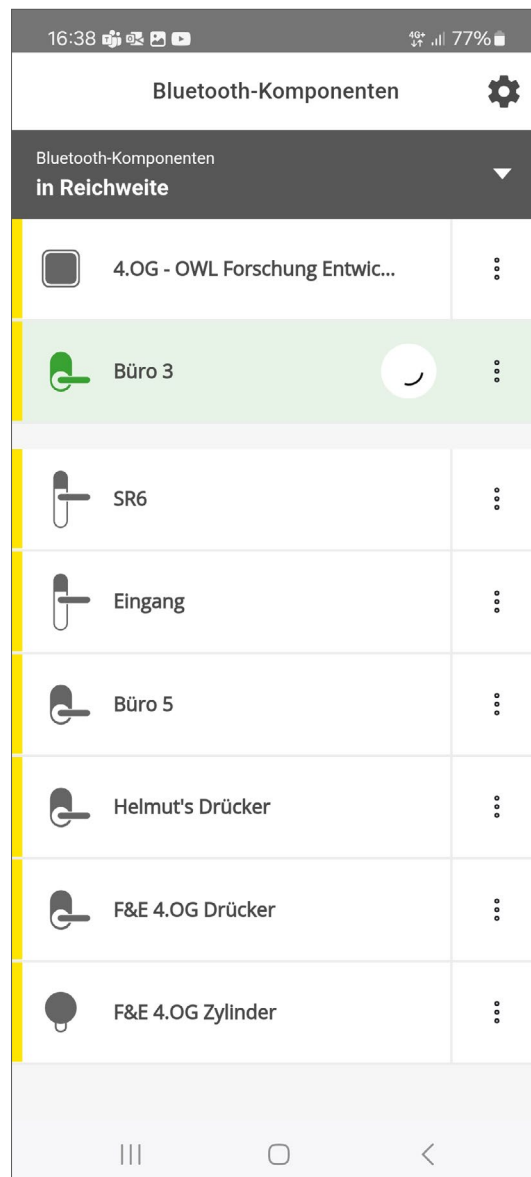 16:38
4G+ 77%
Bluetooth-Komponenten
Bluetooth-Komponenten
in Reichweite
4.OG - OWL Forschung Entwic...
Büro 3
SR6
Eingang
Büro 5
Helmut's Drücker
F&E 4.OG Drücker
F&E 4.OG Zylinder